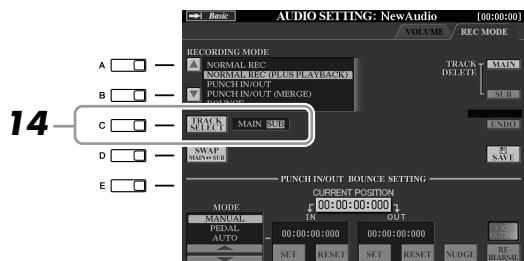 Basic AUDIO SETTING: NewAudio [00:00:00]
VOLUME REC MODE
RECORDING MODE
A NORMAL REC
NORMAL REC (PLUS PLAYBACK)
B PUNCH IN/OUT
PUNCH IN/OUT (MERGE)
BOUNCE
TRACK DELETE MAIN
SUB
14 C TRACK SELECT MAIN SUB
UNDO
D SWAP MAIN↔SUB
SAVE
E
PUNCH IN/OUT BOUNCE SETTING
CURRENT POSITION
00:00:00:000
MODE IN OUT
MANUAL
PEDAL
AUTO
00:00:00:000 00:00:00:000
EXECUTING
SET RESET SET RESET NUDGE REHEARSAL